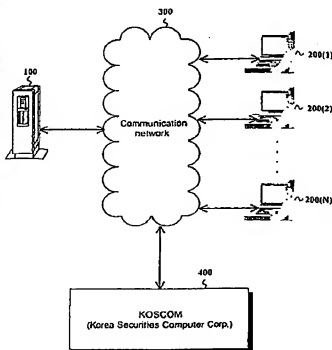 300
100
200(1)
Communication
network
200(2)
200(N)
400
KOSCOM
(Korea Securities Computer Corp.)